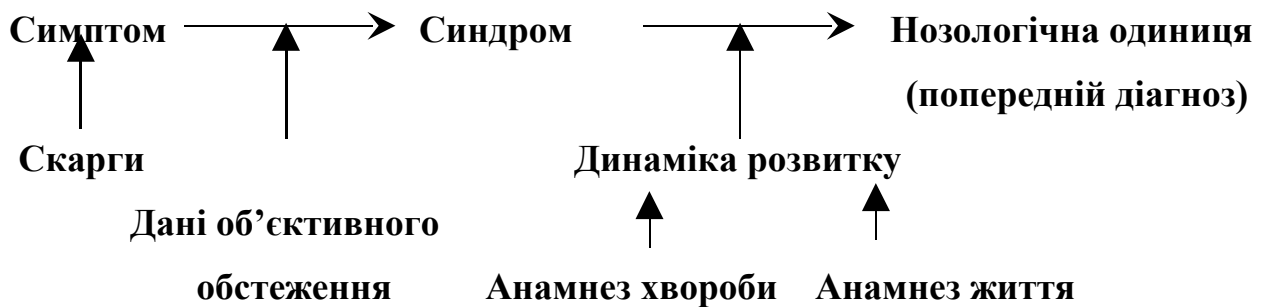 Симптом Синдром Нозологічна одиниця
(попередній діагноз)
Скарги Динаміка розвитку
Дані об’єктивного
обстеження Анамнез хвороби Анамнез життя